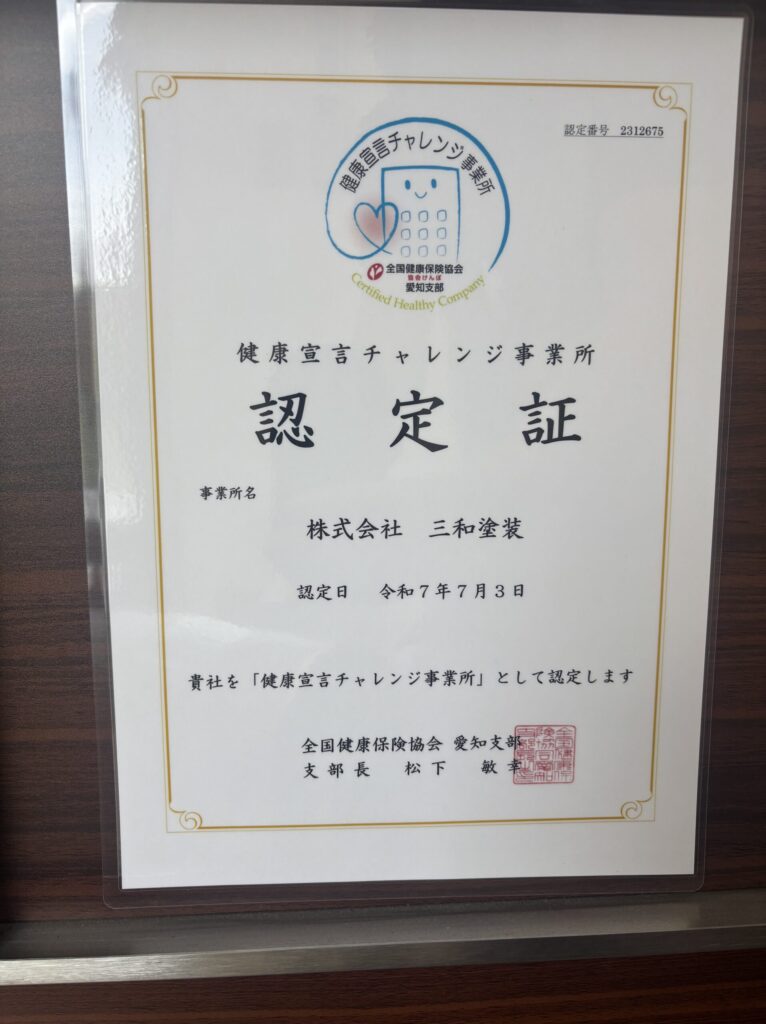 認定番号 2312675
健康宣言チャレンジ事業所
全国健康保険協会
協会けんぽ
愛知支部
Certified Healthy Company
健康宣言チャレンジ事業所
認定証
事業所名
株式会社 三和塗装
認定日 令和7年7月3日
貴社を「健康宣言チャレンジ事業所」として認定します
全国健康保険協会 愛知支部
支部長 松下 敏幸